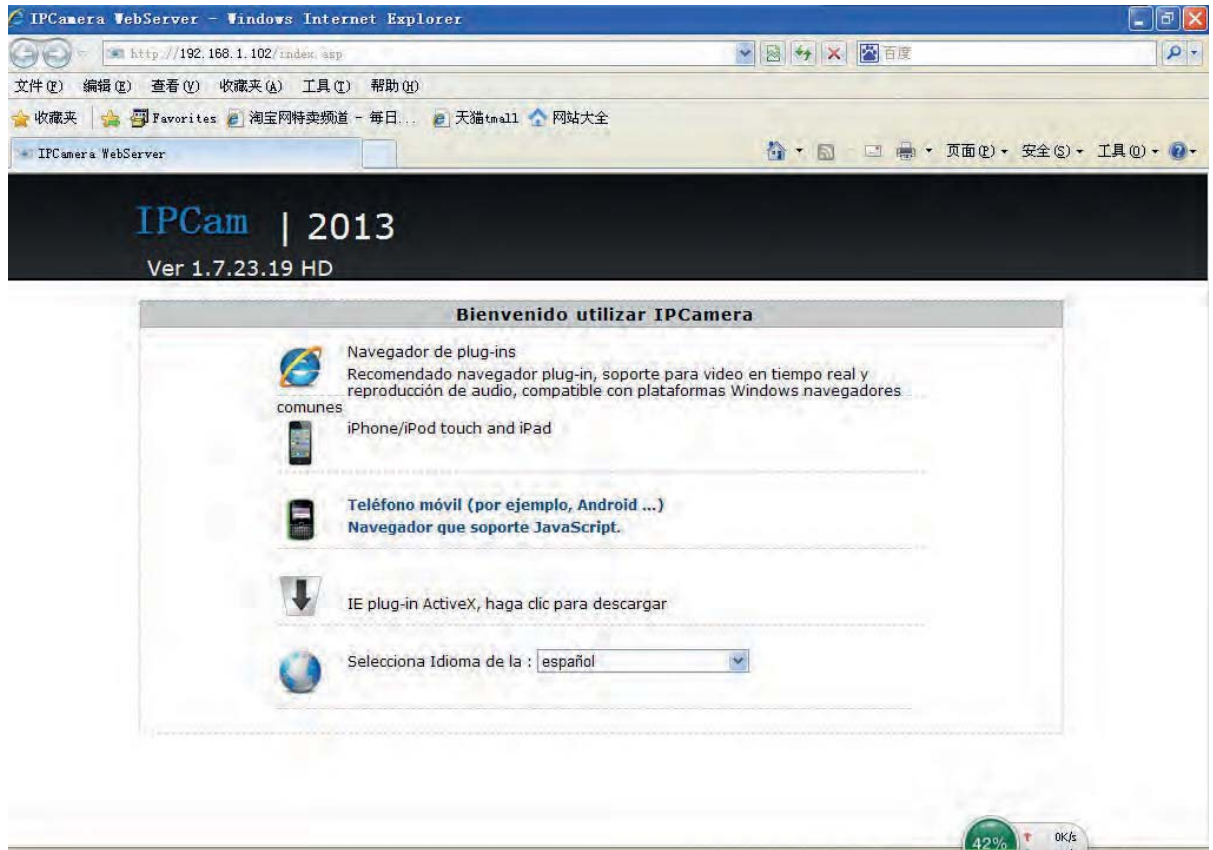 IPCamera WebServer - Windows Internet Explorer
http://192.168.1.102/index.asp
百度
文件(F) 编辑(E) 查看(V) 收藏夹(A) 工具(T) 帮助(H)
收藏夹 Favorites 淘宝网特卖频道 - 每日... 天猫tmall 网站大全
IPCamera WebServer
页面(P) 安全(S) 工具(O)
IPCam | 2013
Ver 1.7.23.19 HD
Bienvenido utilizar IPCamera
Navegador de plug-ins
Recomendado navegador plug-in, soporte para video en tiempo real y
reproducción de audio, compatible con plataformas Windows navegadores
comunes
iPhone/iPod touch and iPad
Teléfono móvil (por ejemplo, Android ...)
Navegador que soporte JavaScript.
IE plug-in ActiveX, haga clic para descargar
Selecciona Idioma de la : español
42% 0K/s